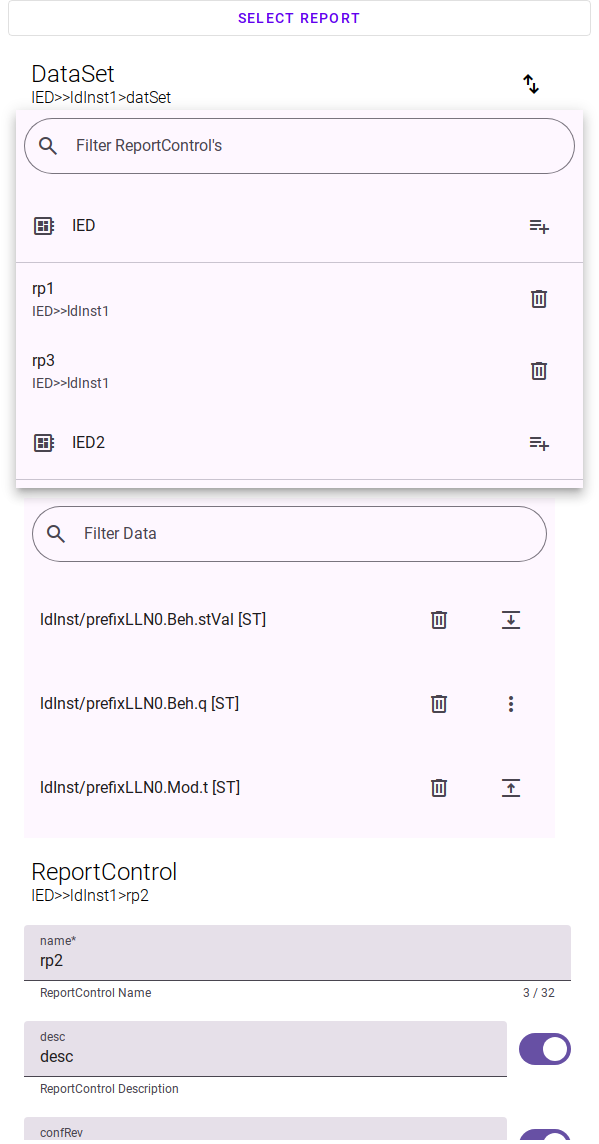 SELECT REPORT
DataSet
IED>>ldInst1>datSet
Filter ReportControl's
IED
rp1
IED>>ldInst1
rp3
IED>>ldInst1
IED2
Filter Data
ldInst/prefixLLN0.Beh.stVal [ST]
ldInst/prefixLLN0.Beh.q [ST]
ldInst/prefixLLN0.Mod.t [ST]
ReportControl
IED>>ldInst1>rp2
name*
rp2
ReportControl Name 3 / 32
desc
desc
ReportControl Description
confRev